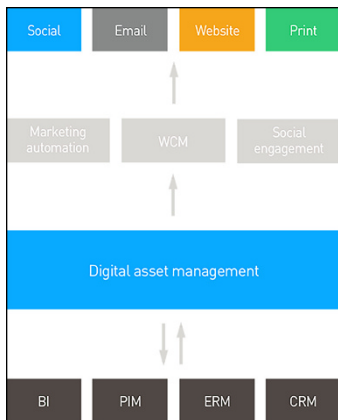 Social
Email
Website
Print
Marketing
automation
WCM
Social
engagement
Digital asset management
BI
PIM
ERM
CRM